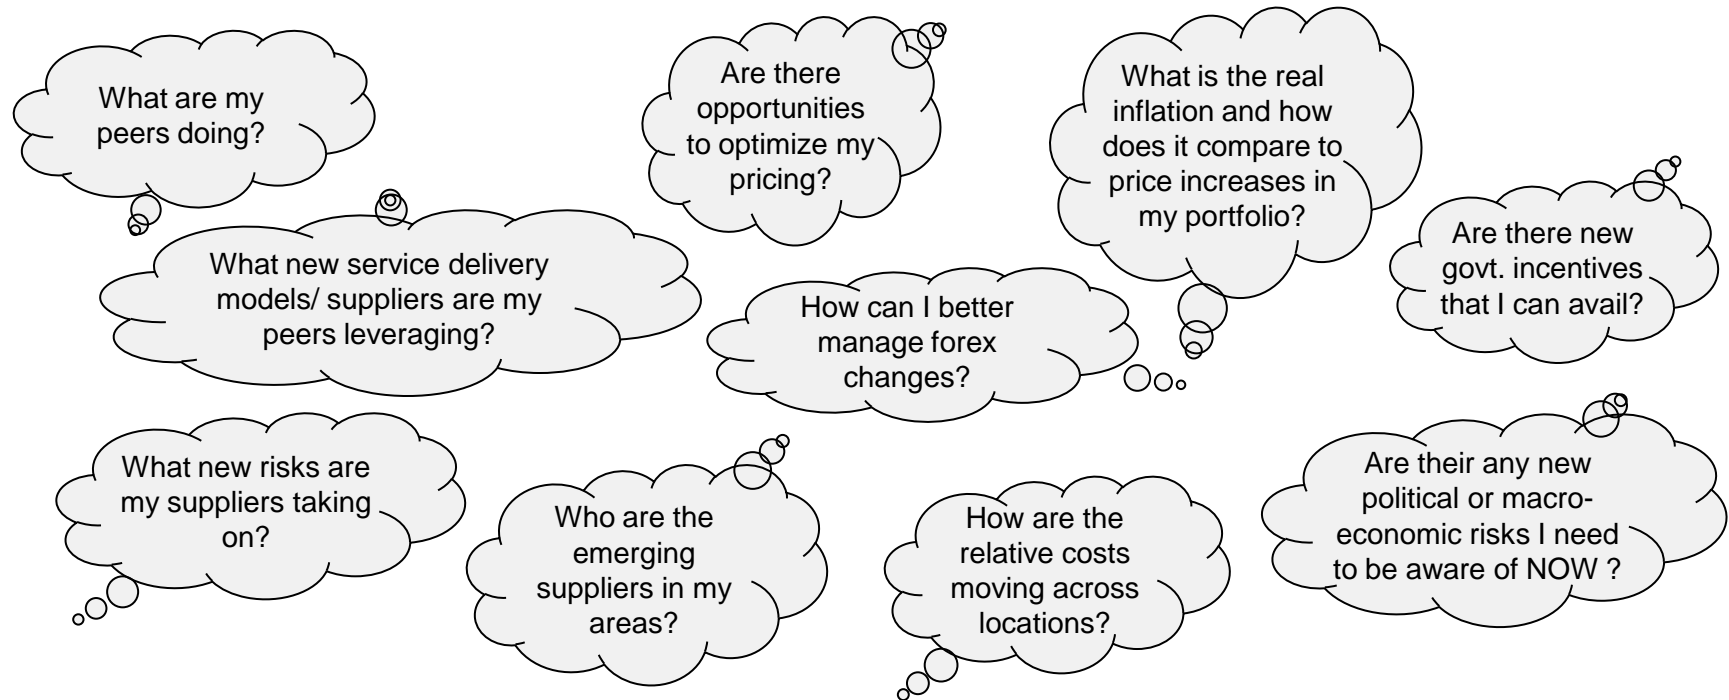 What are my
peers doing?
Are there
opportunities
to optimize my
pricing?
What is the real
inflation and how
does it compare to
price increases in
my portfolio?
Are there new
govt. incentives
that I can avail?
What new service delivery
models/ suppliers are my
peers leveraging?
How can I better
manage forex
changes?
What new risks are
my suppliers taking
on?
Who are the
emerging
suppliers in my
areas?
How are the
relative costs
moving across
locations?
Are their any new
political or macro-
economic risks I need
to be aware of NOW ?